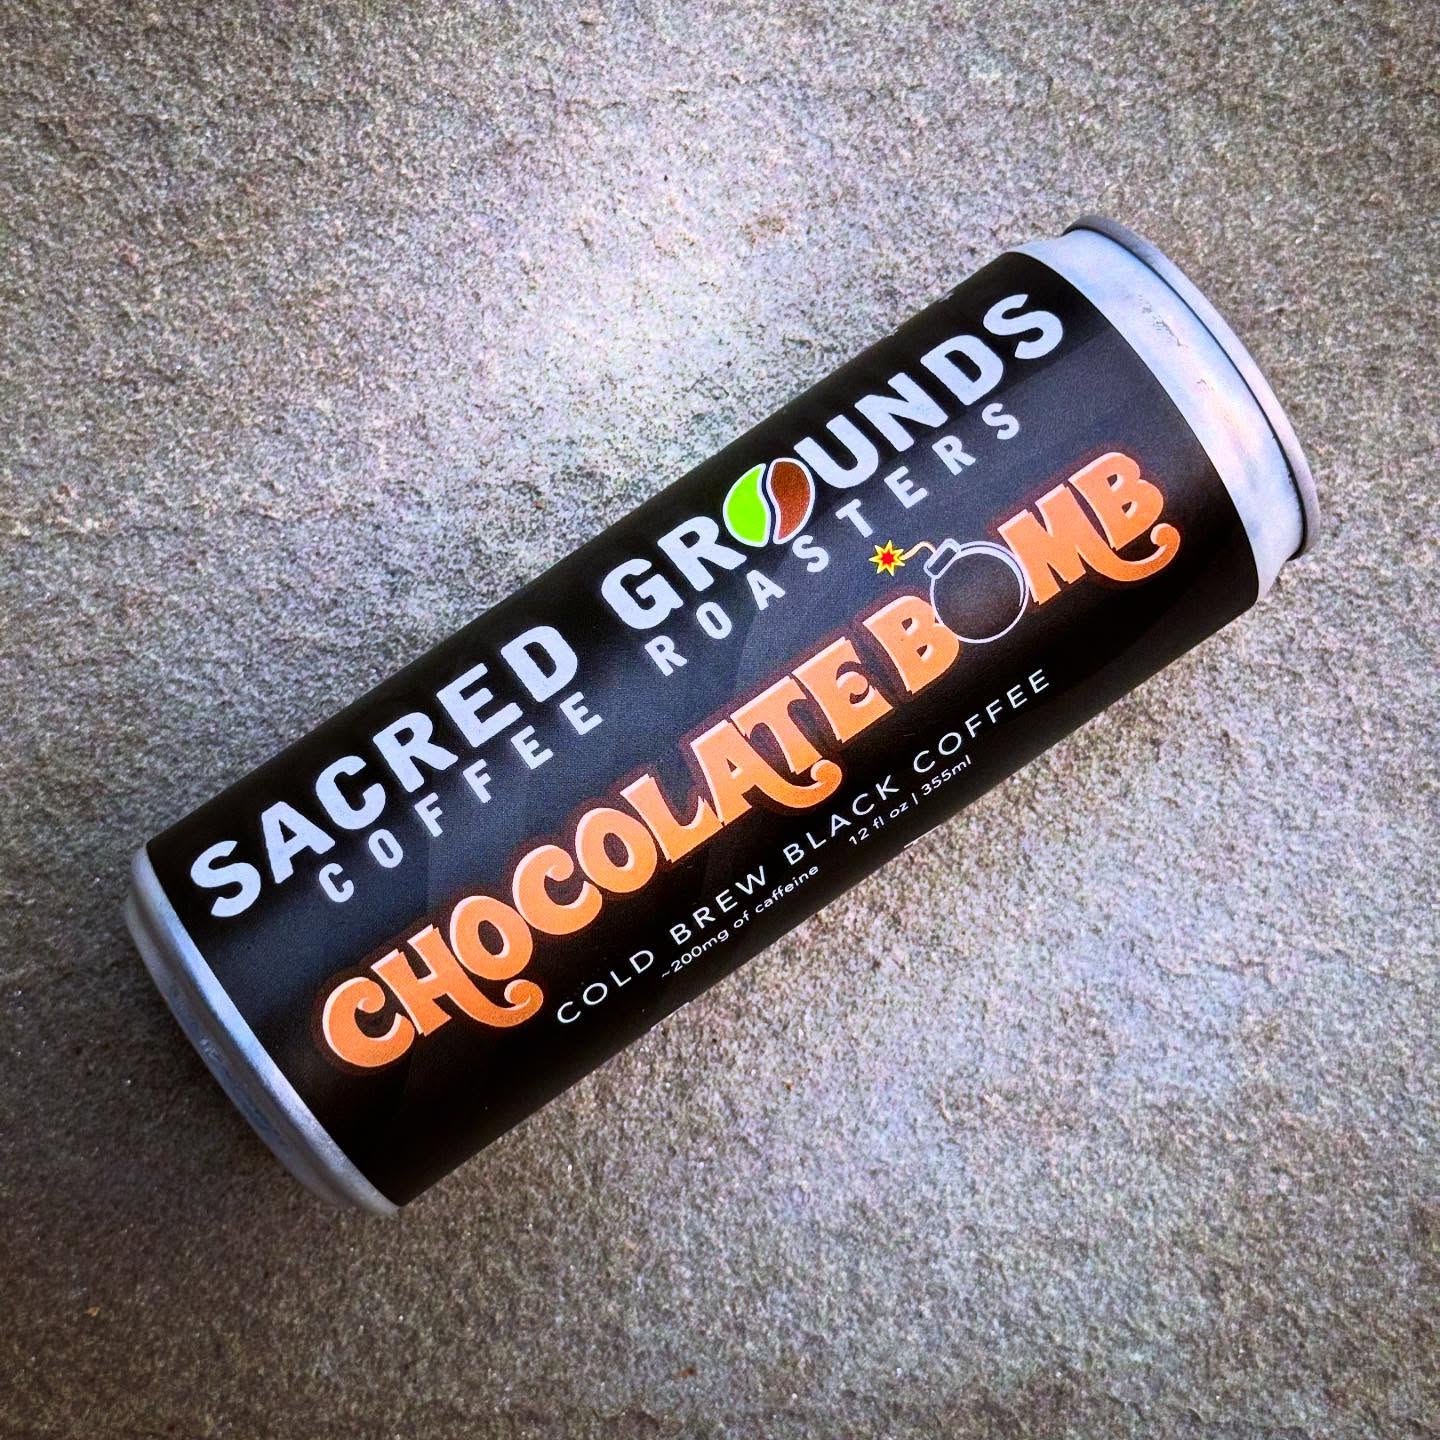 SACRED GROUNDS
COFFEE ROASTERS
CHOCOLATE BOMB
COLD BREW BLACK COFFEE
~200mg of caffeine 12 fl oz | 355ml